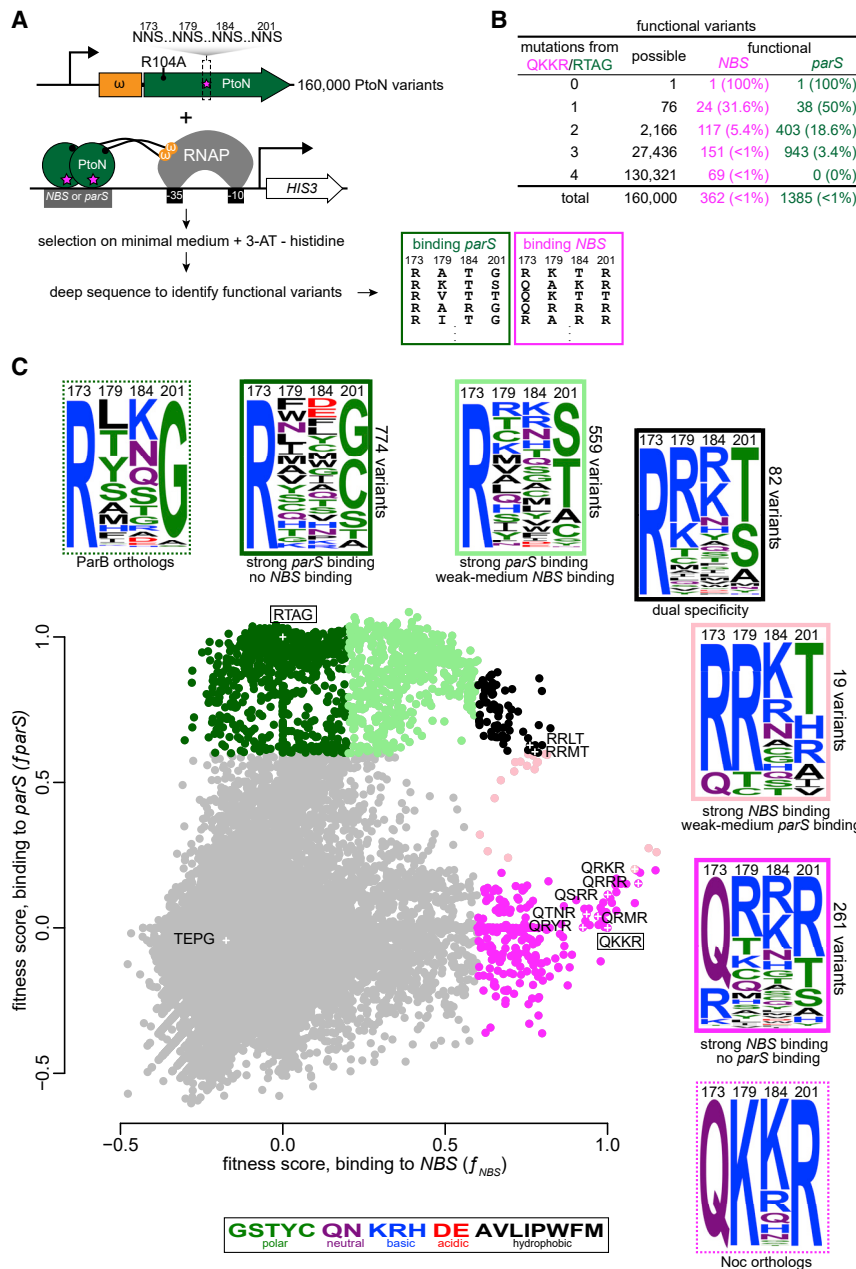 A
173 179 184 201
NNS..NNS..NNS..NNS
R104A
ω
PtoN
160,000 PtoN variants
+
PtoN
ω
ω
RNAP
NBS or parS
-35
-10
HIS3
selection on minimal medium + 3-AT - histidine
deep sequence to identify functional variants
binding parS
173 179 184 201
R A T G
R K T S
R V T T
R A R G
R I T G
binding NBS
173 179 184 201
R K T R
Q A K R
Q K R T
Q R R R
R A R R
B
functional variants
mutations from QKKR/RTAG
possible
functional
NBS
parS
0 1 1 (100%) 1 (100%)
1 76 24 (31.6%) 38 (50%)
2 2,166 117 (5.4%) 403 (18.6%)
3 27,436 151 (<1%) 943 (3.4%)
4 130,321 69 (<1%) 0 (0%)
total 160,000 362 (<1%) 1385 (<1%)
C
173 179 184 201
ParB orthologs
173 179 184 201
774 variants
strong parS binding
no NBS binding
173 179 184 201
559 variants
strong parS binding
weak-medium NBS binding
173 179 184 201
82 variants
dual specificity
173 179 184 201
19 variants
strong NBS binding
weak-medium parS binding
173 179 184 201
261 variants
strong NBS binding
no parS binding
173 179 184 201
Noc orthologs
RTAG
RRLT
RRMT
QRKR
QRRR
QSRR
QTNR
QRMR
QRYR
QKKR
TEPG
fitness score, binding to parS (fparS)
1.0
0.5
0.0
−0.5
−0.5 0.0 0.5 1.0
fitness score, binding to NBS (fNBS)
GSTYC QN KRH DE AVLIPWFM
polar neutral basic acidic hydrophobic